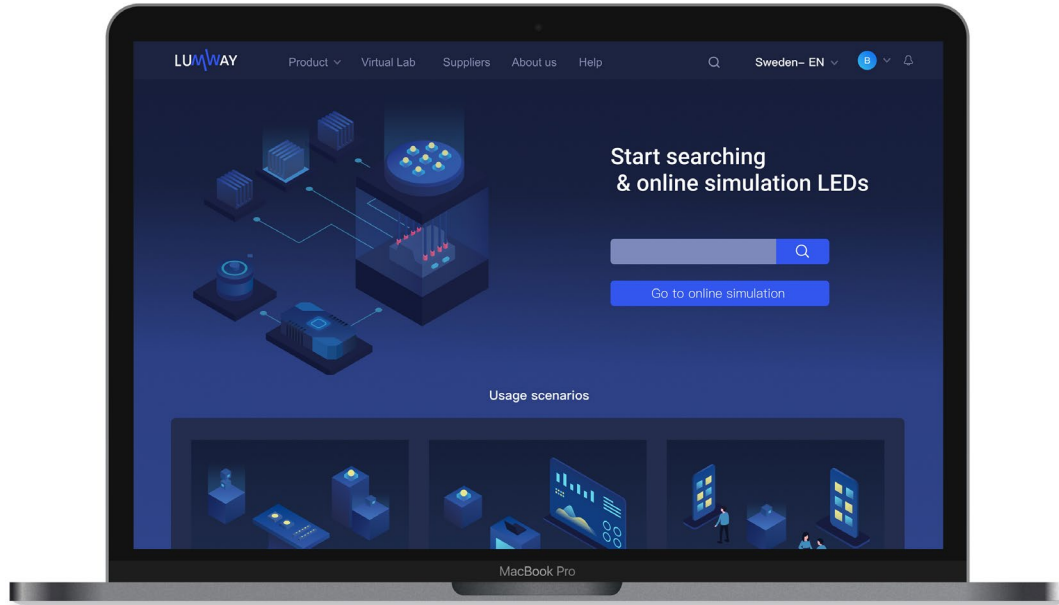 LUMWAY
Product
Virtual Lab
Suppliers
About us
Help
Sweden– EN
B
Start searching
& online simulation LEDs
Go to online simulation
Usage scenarios
MacBook Pro